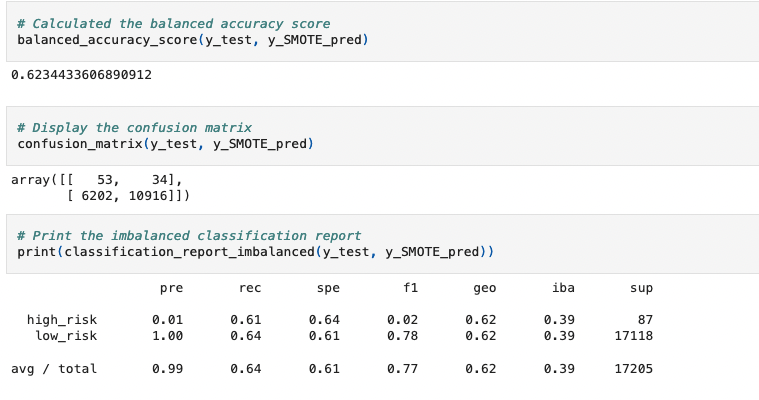 # Calculated the balanced accuracy score
balanced_accuracy_score(y_test, y_SMOTE_pred)
0.6234433606890912
# Display the confusion matrix
confusion_matrix(y_test, y_SMOTE_pred)
array([[   53,    34],
       [ 6202, 10916]])
# Print the imbalanced classification report
print(classification_report_imbalanced(y_test, y_SMOTE_pred))
pre       rec       spe        f1       geo       iba       sup
high_risk       0.01      0.61      0.64      0.02      0.62      0.39        87
low_risk       1.00      0.64      0.61      0.78      0.62      0.39     17118
avg / total       0.99      0.64      0.61      0.77      0.62      0.39     17205